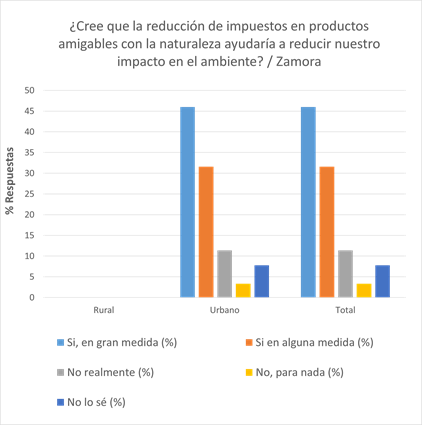 ¿Cree que la reducción de impuestos en productos
amigables con la naturaleza ayudaría a reducir nuestro
impacto en el ambiente? / Zamora
50
45
40
35
30
25
20
15
10
5
0
% Respuestas
Rural Urbano Total
Si, en gran medida (%) Si en alguna medida (%)
No realmente (%) No, para nada (%)
No lo sé (%)